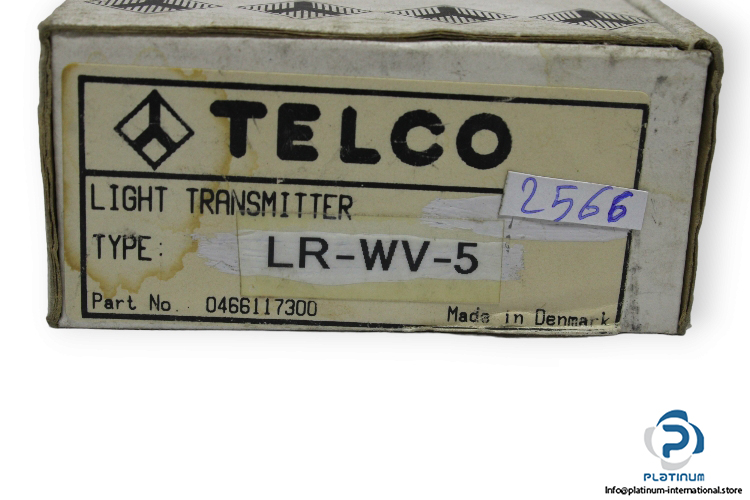 TELCO
LIGHT TRANSMITTER
2566
TYPE: LR-WV-5
Part No. 0466117300
Made in Denmark
PLATINUM
Info@platinum-international.store